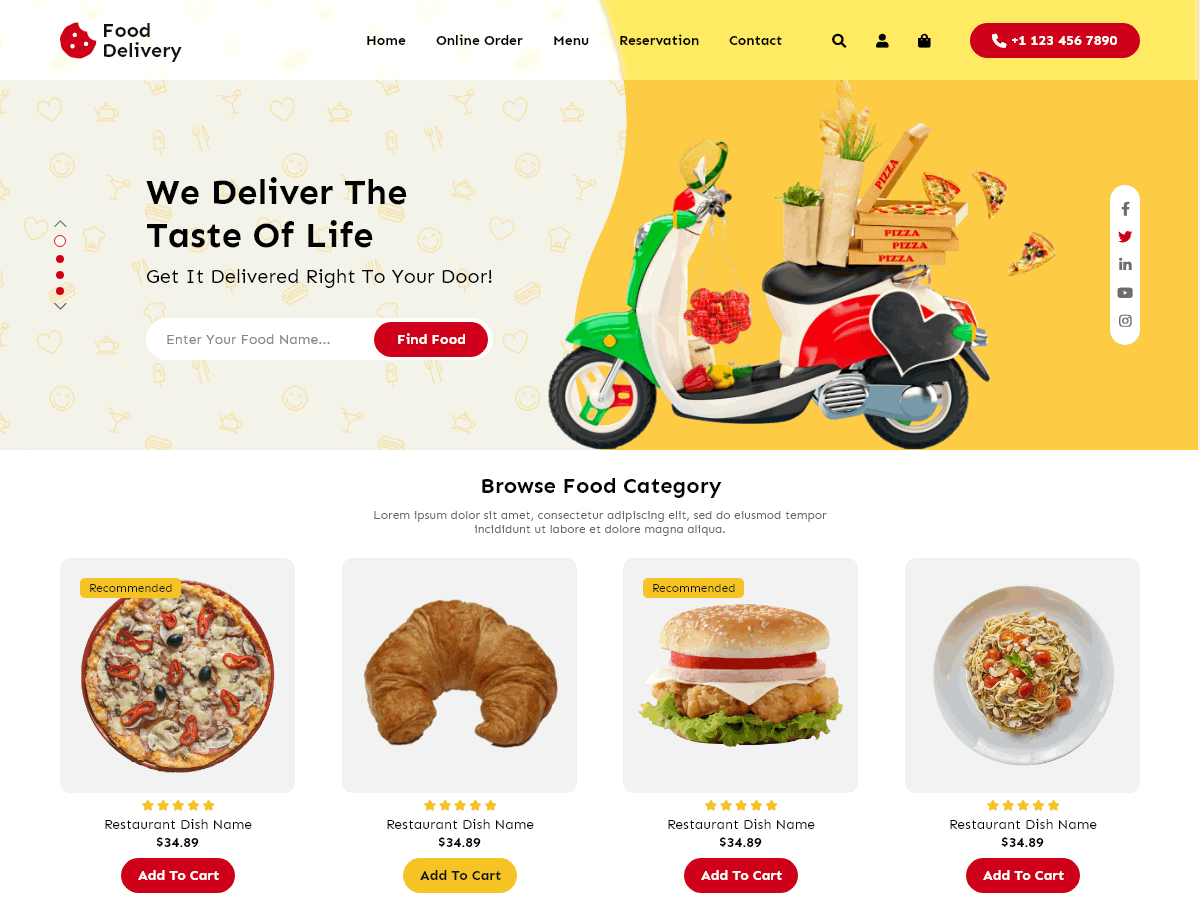 Food
Delivery
Home
Online Order
Menu
Reservation
Contact
+1 123 456 7890
We Deliver The
Taste Of Life
Get It Delivered Right To Your Door!
Enter Your Food Name...
Find Food
PIZZA
PIZZA
PIZZA
PIZZA
Browse Food Category
Lorem ipsum dolor sit amet, consectetur adipiscing elit, sed do eiusmod tempor
incididunt ut labore et dolore magna aliqua.
Recommended
Recommended
Restaurant Dish Name
Restaurant Dish Name
Restaurant Dish Name
Restaurant Dish Name
$34.89
$34.89
$34.89
$34.89
Add To Cart
Add To Cart
Add To Cart
Add To Cart